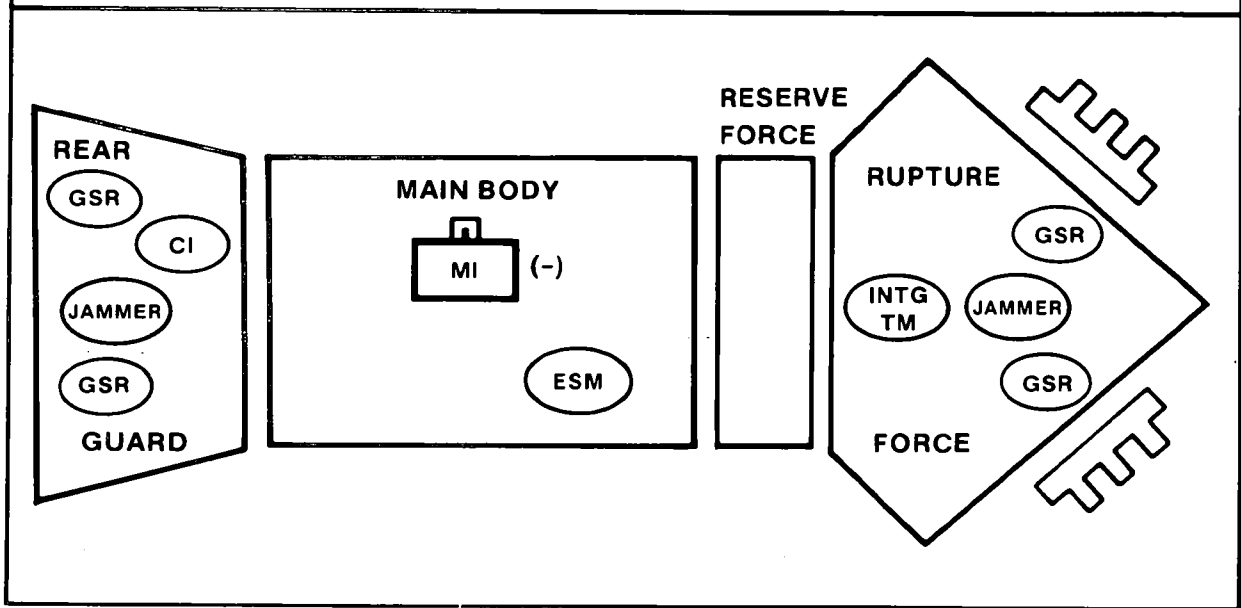 REAR
GSR
CI
JAMMER
GSR
GUARD
MAIN BODY
MI (-)
ESM
RESERVE
FORCE
RUPTURE
GSR
INTG
TM
JAMMER
GSR
FORCE